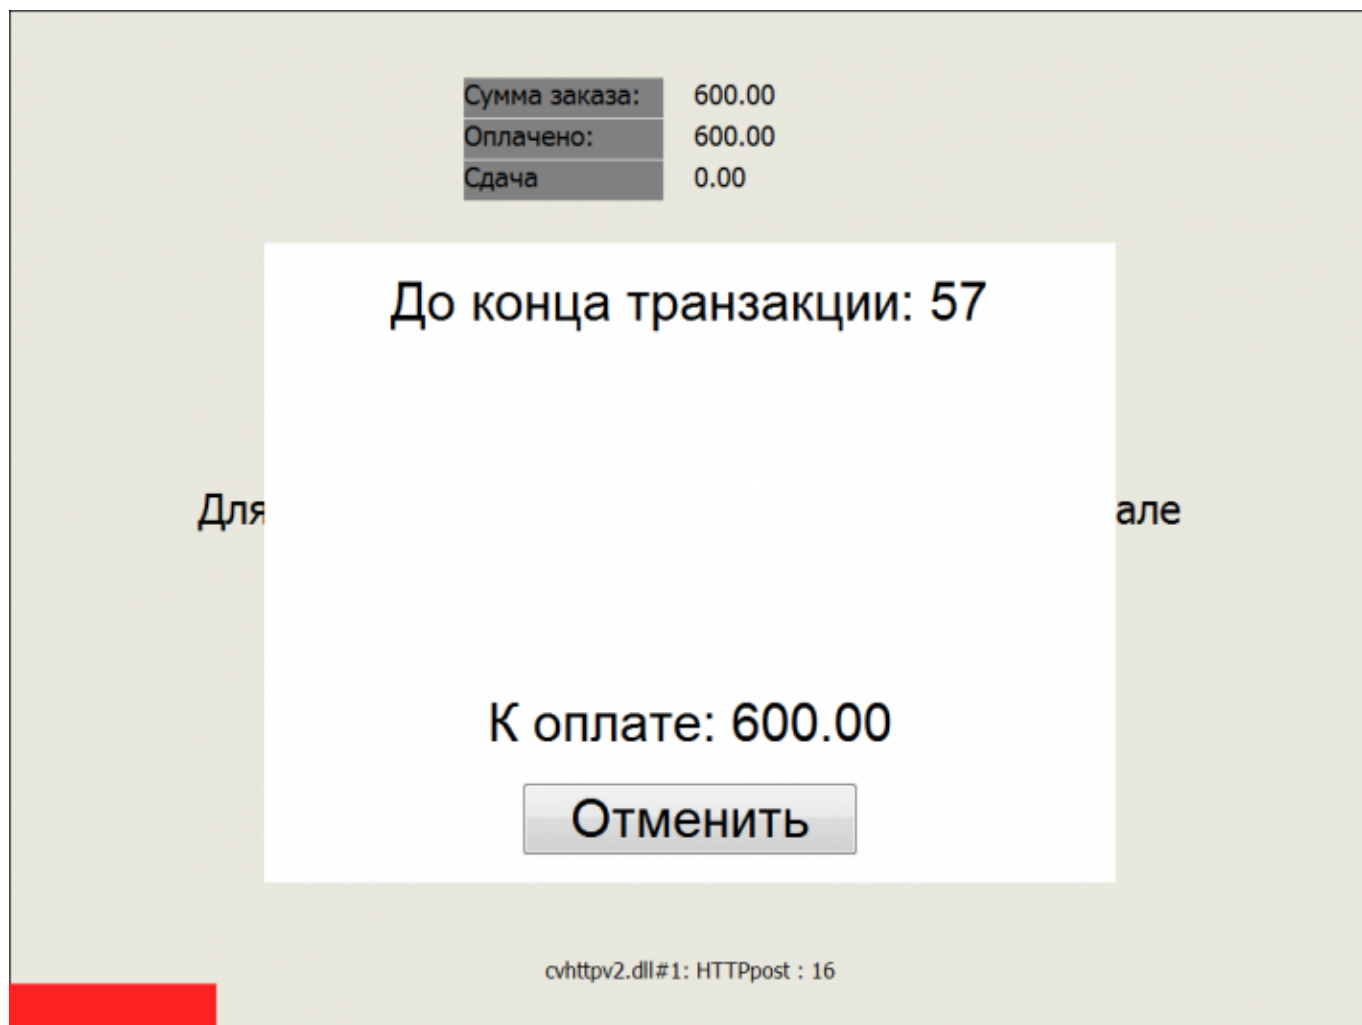 Сумма заказа: 600.00
Оплачено: 600.00
Сдача 0.00
До конца транзакции: 57
Для але
К оплате: 600.00
Отменить
cvhttpv2.dll#1: HTTPpost : 16